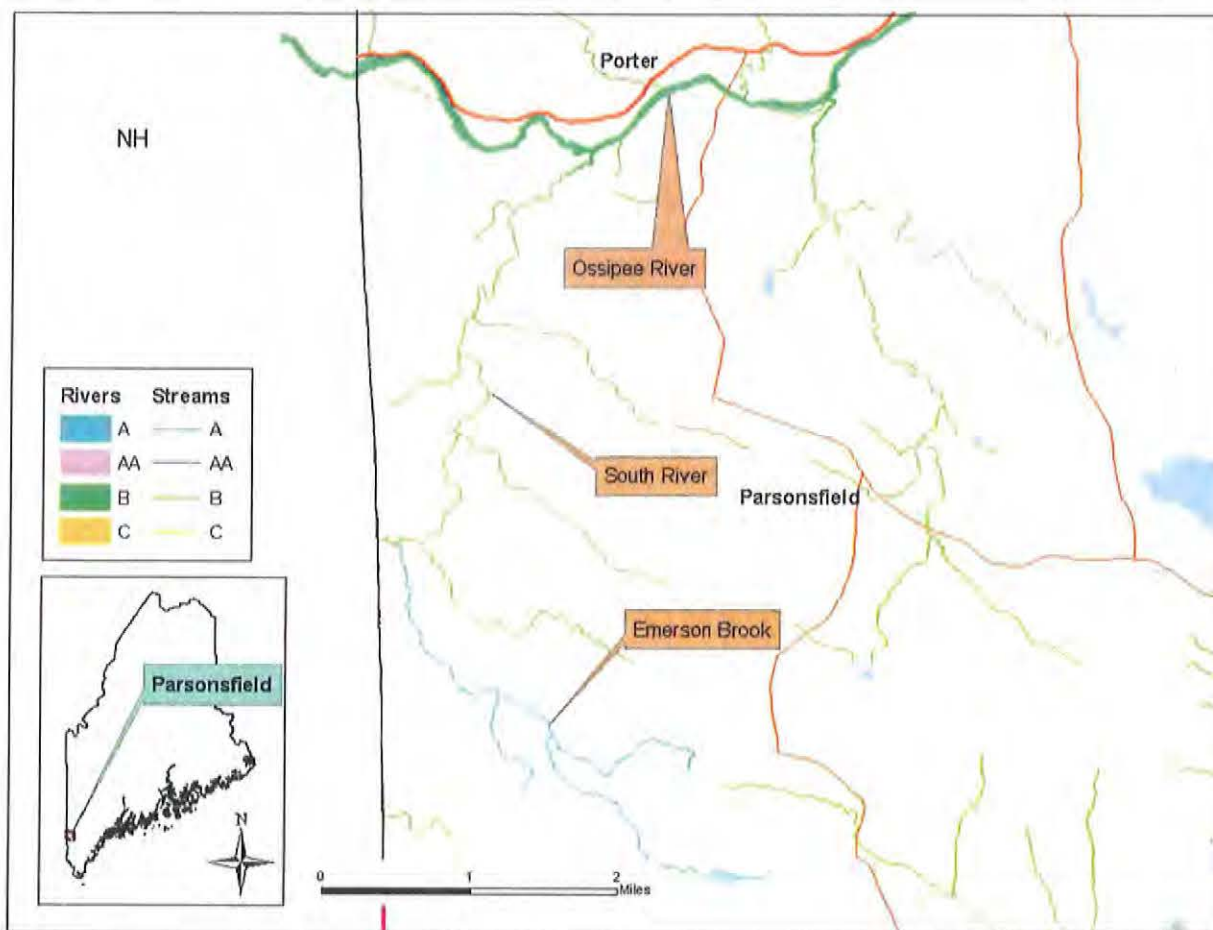 Porter
NH
Ossipee River
Rivers Streams
A A
AA AA
B B
C C
South River
Parsonsfield
Emerson Brook
Parsonsfield
N
0 1 2
Miles